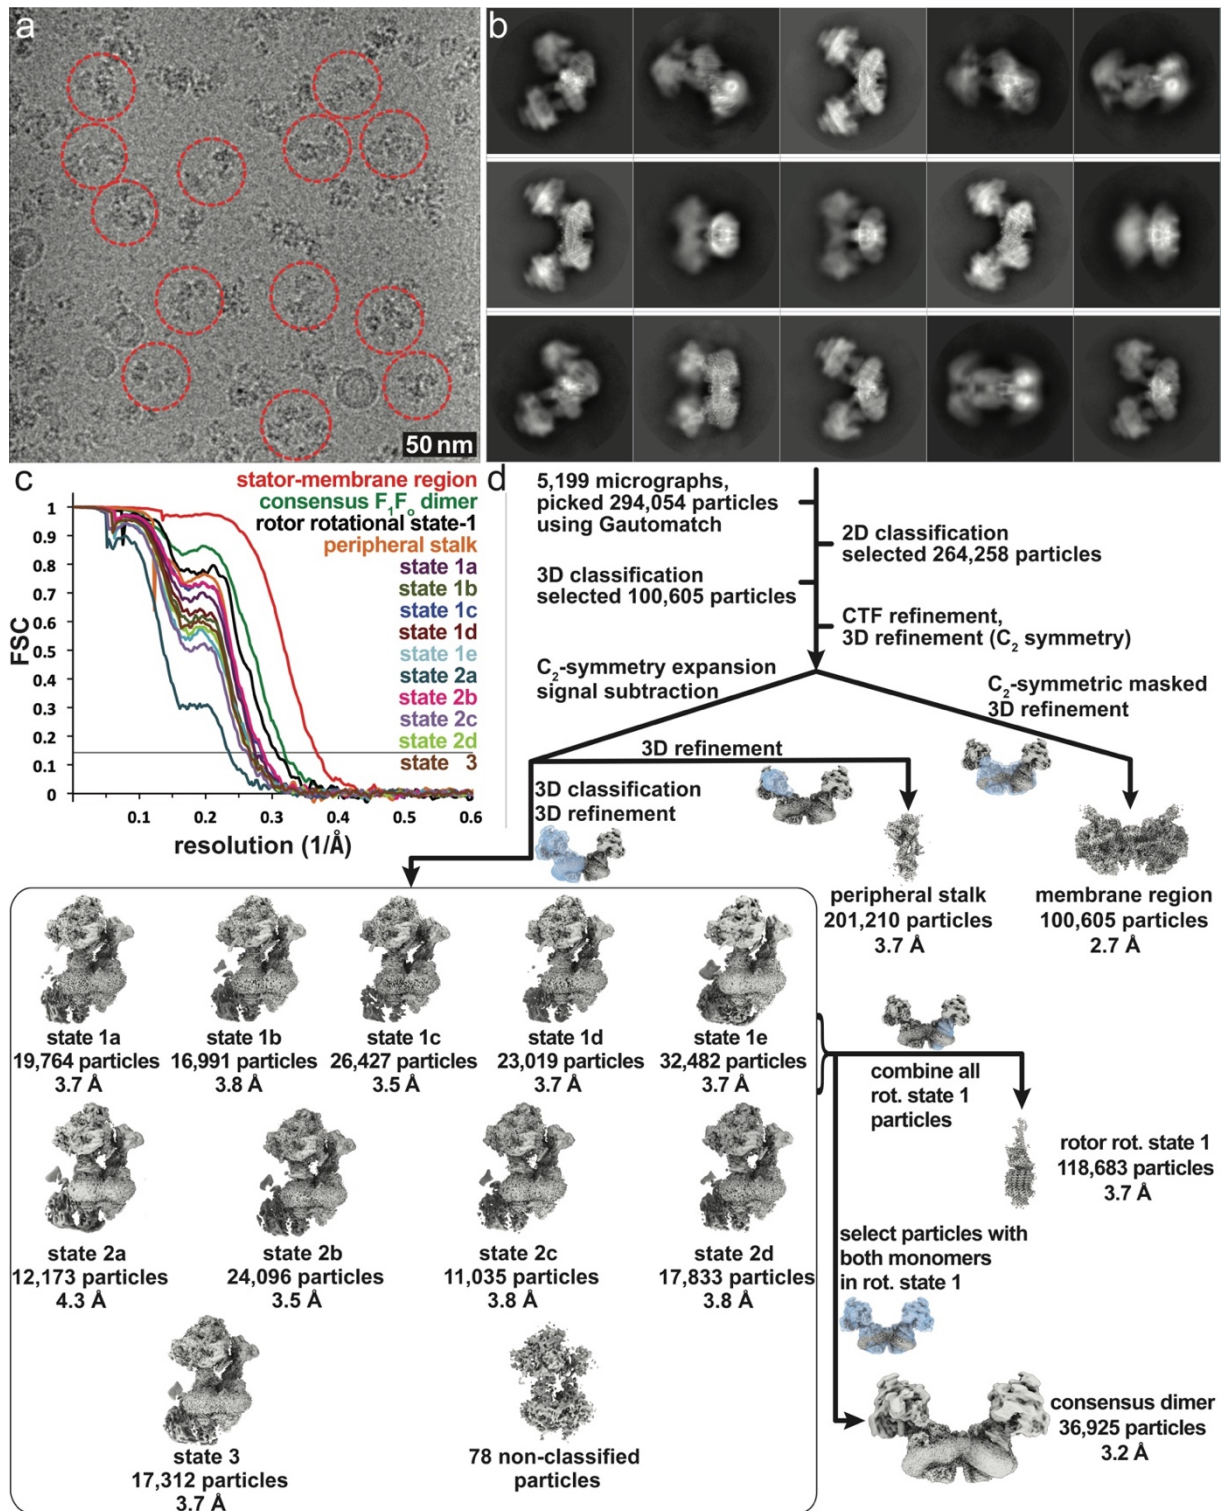 a
50 nm
b
c
stator-membrane region
consensus F1Fo dimer
rotor rotational state-1
peripheral stalk
state 1a
state 1b
state 1c
state 1d
state 1e
state 2a
state 2b
state 2c
state 2d
state 3
FSC
1
0.9
0.8
0.7
0.6
0.5
0.4
0.3
0.2
0.1
0
0.1 0.2 0.3 0.4 0.5 0.6
resolution (1/Å)
d
5,199 micrographs,
picked 294,054 particles
using Gautomatch
2D classification
selected 264,258 particles
3D classification
selected 100,605 particles
CTF refinement,
3D refinement (C2 symmetry)
C2-symmetry expansion
signal subtraction
C2-symmetric masked
3D refinement
3D refinement
3D classification
3D refinement
peripheral stalk
201,210 particles
3.7 Å
membrane region
100,605 particles
2.7 Å
state 1a
19,764 particles
3.7 Å
state 1b
16,991 particles
3.8 Å
state 1c
26,427 particles
3.5 Å
state 1d
23,019 particles
3.7 Å
state 1e
32,482 particles
3.7 Å
combine all
rot. state 1
particles
rotor rot. state 1
118,683 particles
3.7 Å
state 2a
12,173 particles
4.3 Å
state 2b
24,096 particles
3.5 Å
state 2c
11,035 particles
3.8 Å
state 2d
17,833 particles
3.8 Å
select particles with
both monomers
in rot. state 1
state 3
17,312 particles
3.7 Å
78 non-classified
particles
consensus dimer
36,925 particles
3.2 Å